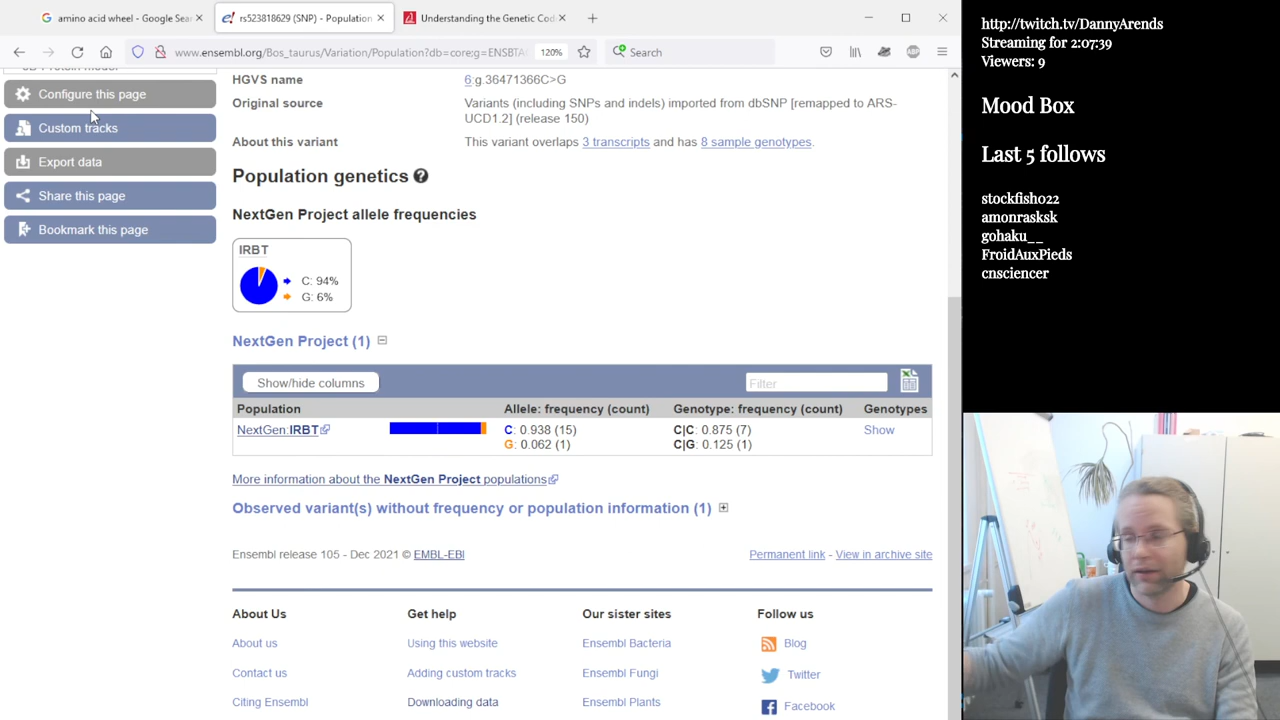 amino acid wheel - Google Sear
rs523818629 (SNP) - Population
Understanding the Genetic Cod
www.ensembl.org/Bos_taurus/Variation/Population?db=core;g=ENSBTA
120%
Search
Configure this page
Custom tracks
Export data
Share this page
Bookmark this page
HGVS name
6:g.36471366C>G
Original source
Variants (including SNPs and indels) imported from dbSNP [remapped to ARS-
UCD1.2] (release 150)
About this variant
This variant overlaps 3 transcripts and has 8 sample genotypes.
Population genetics
NextGen Project allele frequencies
IRBT
C: 94%
G: 6%
NextGen Project (1)
Show/hide columns
Filter
Population Allele: frequency (count) Genotype: frequency (count) Genotypes
NextGen:IRBT C: 0.938 (15) C|C: 0.875 (7) Show
G: 0.062 (1) C|G: 0.125 (1)
More information about the NextGen Project populations
Observed variant(s) without frequency or population information (1)
Ensembl release 105 - Dec 2021 © EMBL-EBI
Permanent link - View in archive site
About Us Get help Our sister sites Follow us
About us Using this website Ensembl Bacteria Blog
Contact us Adding custom tracks Ensembl Fungi Twitter
Citing Ensembl Downloading data Ensembl Plants Facebook
http://twitch.tv/DannyArends
Streaming for 2:07:39
Viewers: 9
Mood Box
Last 5 follows
stockfish022
amonrasksk
gohaku__
FroidAuxPieds
cnsciencer